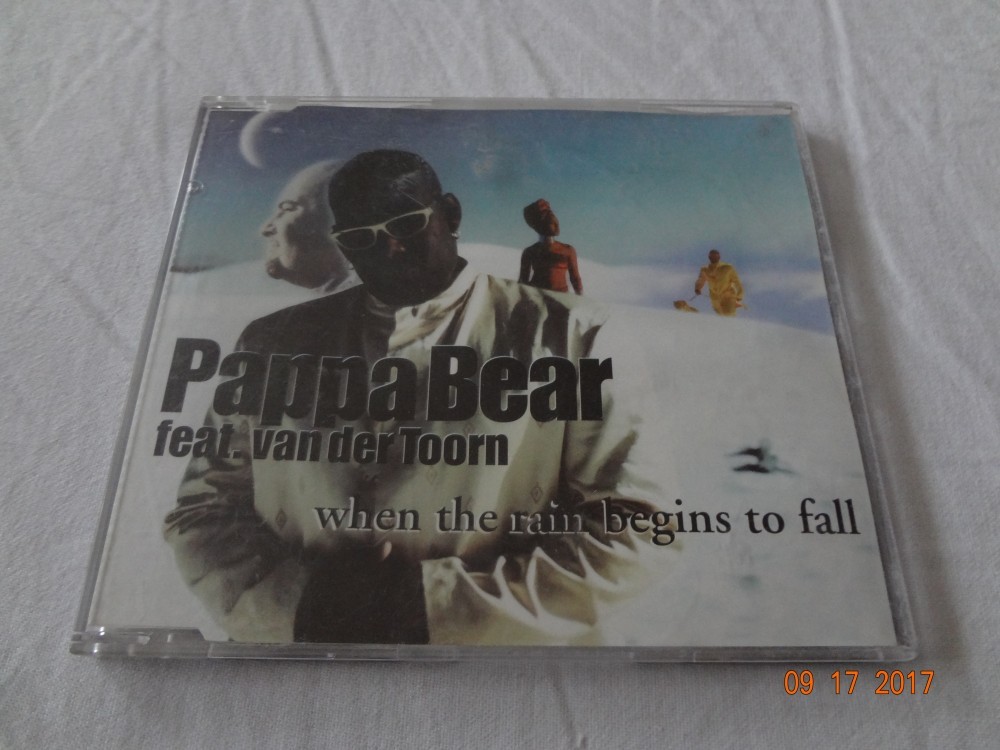 Pappa Bear
feat. van der Toorn
when the rain begins to fall
09 17 2017